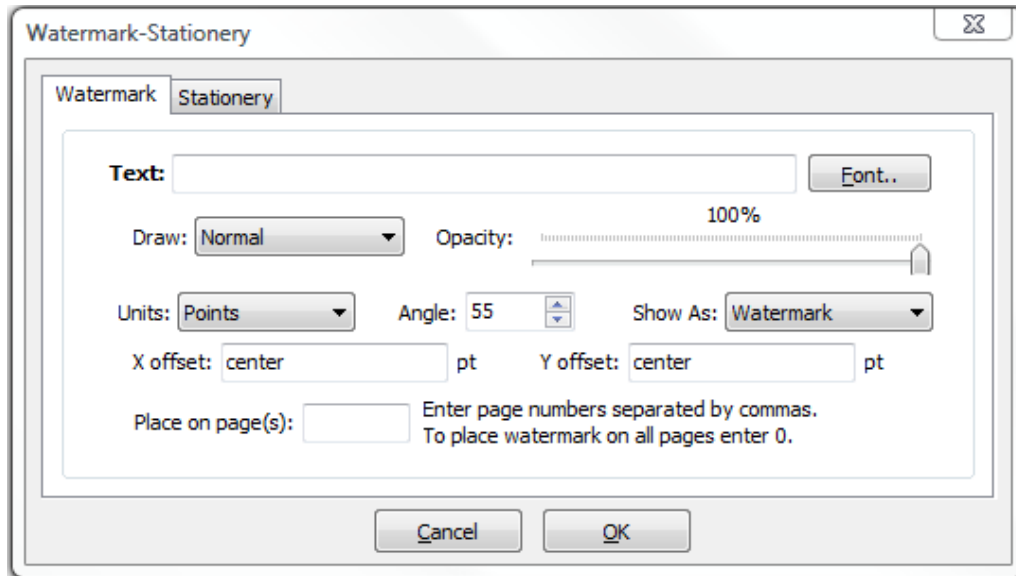 Watermark-Stationery
Watermark Stationery
Text: Font..
100%
Draw: Normal Opacity:
Units: Points Angle: 55 Show As: Watermark
X offset: center pt Y offset: center pt
Place on page(s): Enter page numbers separated by commas.
To place watermark on all pages enter 0.
Cancel OK